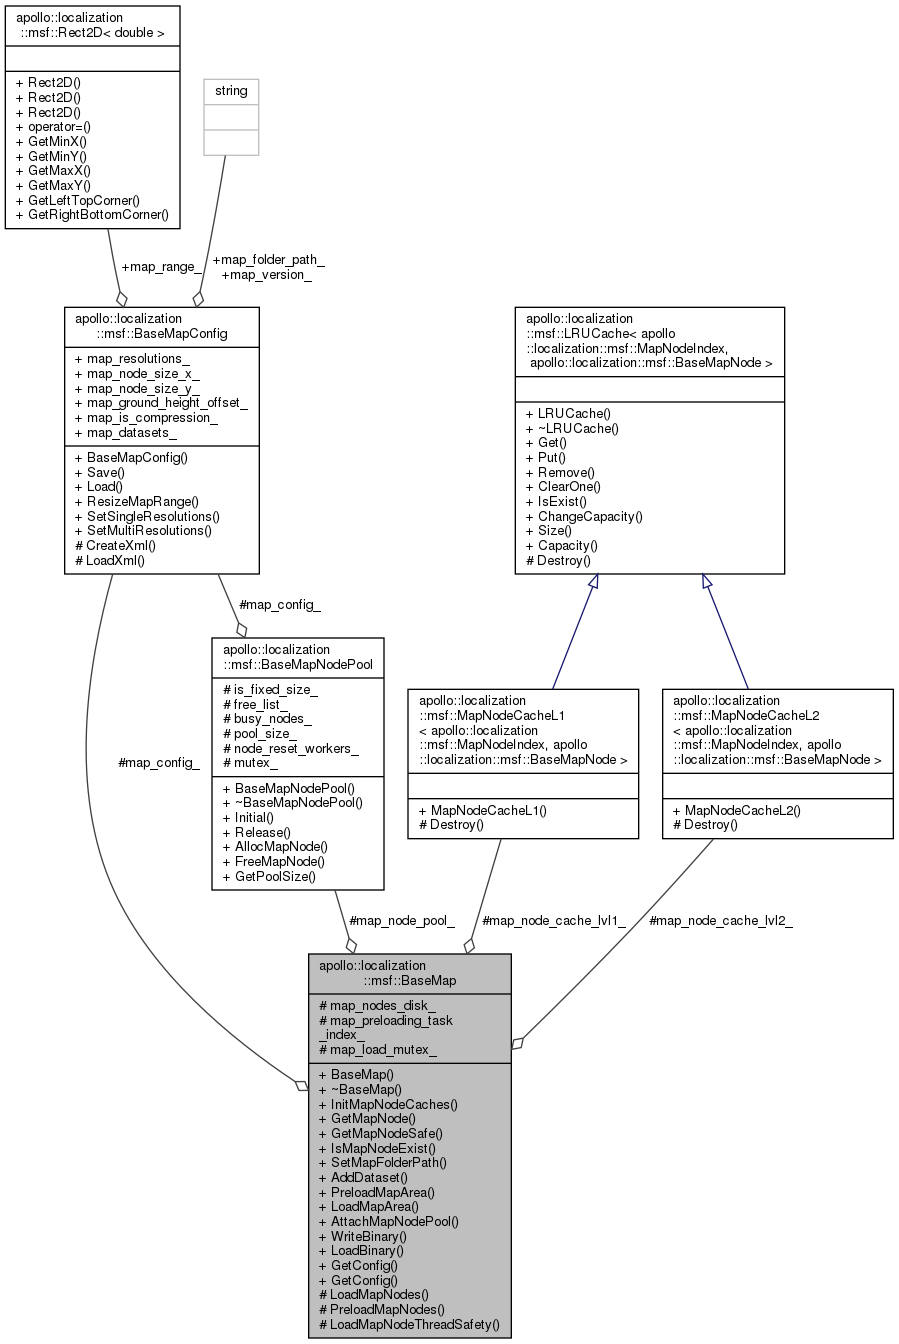 apollo::localization
::msf::Rect2D< double >
+ Rect2D()
+ Rect2D()
+ Rect2D()
+ operator=()
+ GetMinX()
+ GetMinY()
+ GetMaxX()
+ GetMaxY()
+ GetLeftTopCorner()
+ GetRightBottomCorner()
string
+map_range_
+map_folder_path_
+map_version_
apollo::localization
::msf::BaseMapConfig
+ map_resolutions_
+ map_node_size_x_
+ map_node_size_y_
+ map_ground_height_offset_
+ map_is_compression_
+ map_datasets_
+ BaseMapConfig()
+ Save()
+ Load()
+ ResizeMapRange()
+ SetSingleResolutions()
+ SetMultiResolutions()
# CreateXml()
# LoadXml()
apollo::localization
::msf::LRUCache< apollo
::localization::msf::MapNodeIndex,
apollo::localization::msf::BaseMapNode >
+ LRUCache()
+ ~LRUCache()
+ Get()
+ Put()
+ Remove()
+ ClearOne()
+ IsExist()
+ ChangeCapacity()
+ Size()
+ Capacity()
# Destroy()
#map_config_
apollo::localization
::msf::BaseMapNodePool
# is_fixed_size_
# free_list_
# busy_nodes_
# pool_size_
# node_reset_workers_
# mutex_
+ BaseMapNodePool()
+ ~BaseMapNodePool()
+ Initial()
+ Release()
+ AllocMapNode()
+ FreeMapNode()
+ GetPoolSize()
apollo::localization
::msf::MapNodeCacheL1
< apollo::localization
::msf::MapNodeIndex, apollo
::localization::msf::BaseMapNode >
+ MapNodeCacheL1()
# Destroy()
apollo::localization
::msf::MapNodeCacheL2
< apollo::localization
::msf::MapNodeIndex, apollo
::localization::msf::BaseMapNode >
+ MapNodeCacheL2()
# Destroy()
#map_config_
#map_node_pool_
#map_node_cache_lvl1_
#map_node_cache_lvl2_
apollo::localization
::msf::BaseMap
# map_nodes_disk_
# map_preloading_task
_index_
# map_load_mutex_
+ BaseMap()
+ ~BaseMap()
+ InitMapNodeCaches()
+ GetMapNode()
+ GetMapNodeSafe()
+ IsMapNodeExist()
+ SetMapFolderPath()
+ AddDataset()
+ PreloadMapArea()
+ LoadMapArea()
+ AttachMapNodePool()
+ WriteBinary()
+ LoadBinary()
+ GetConfig()
+ GetConfig()
# LoadMapNodes()
# PreloadMapNodes()
# LoadMapNodeThreadSafety()